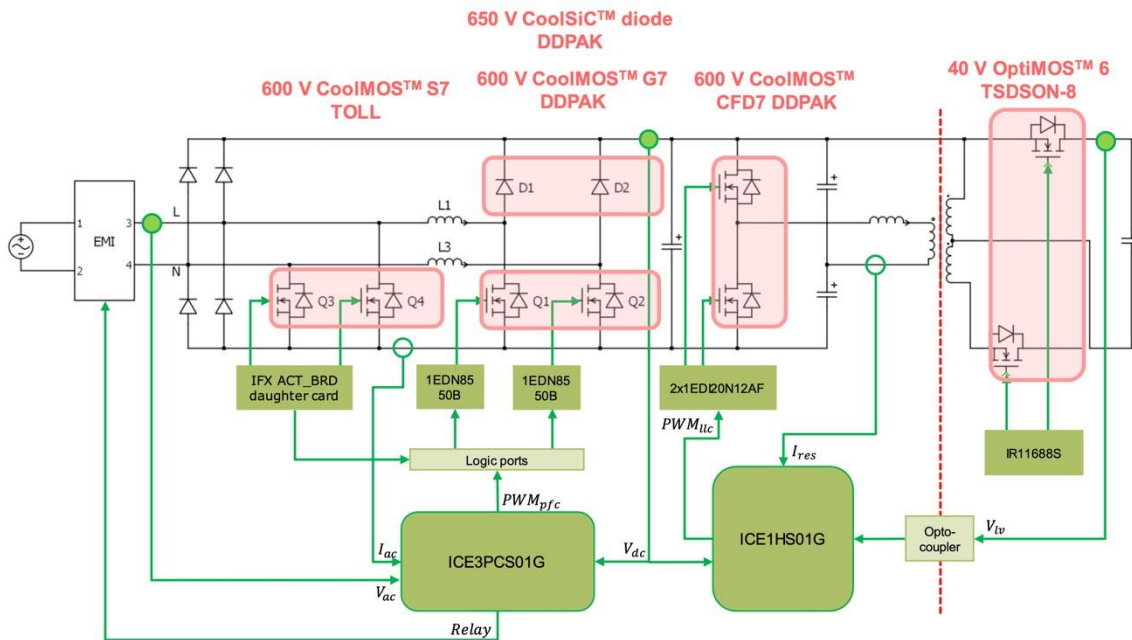 650 V CoolSiC™ diode
DDPAK
600 V CoolMOS™ S7
TOLL
600 V CoolMOS™ G7
DDPAK
600 V CoolMOS™
CFD7 DDPAK
40 V OptiMOS™ 6
TSDSON-8
D1
D2
1
2
EMI
3
4
L
N
L1
L3
+
+
+
Q3
Q4
Q1
Q2
IFX ACT_BRD
daughter card
1EDN85
50B
1EDN85
50B
2x1EDI20N12AF
PWMllc
Logic ports
Ires
IR11688S
PWMpfc
Iac
ICE3PCS01G
Vdc
ICE1HS01G
Opto-
coupler
Vlv
Vac
Relay